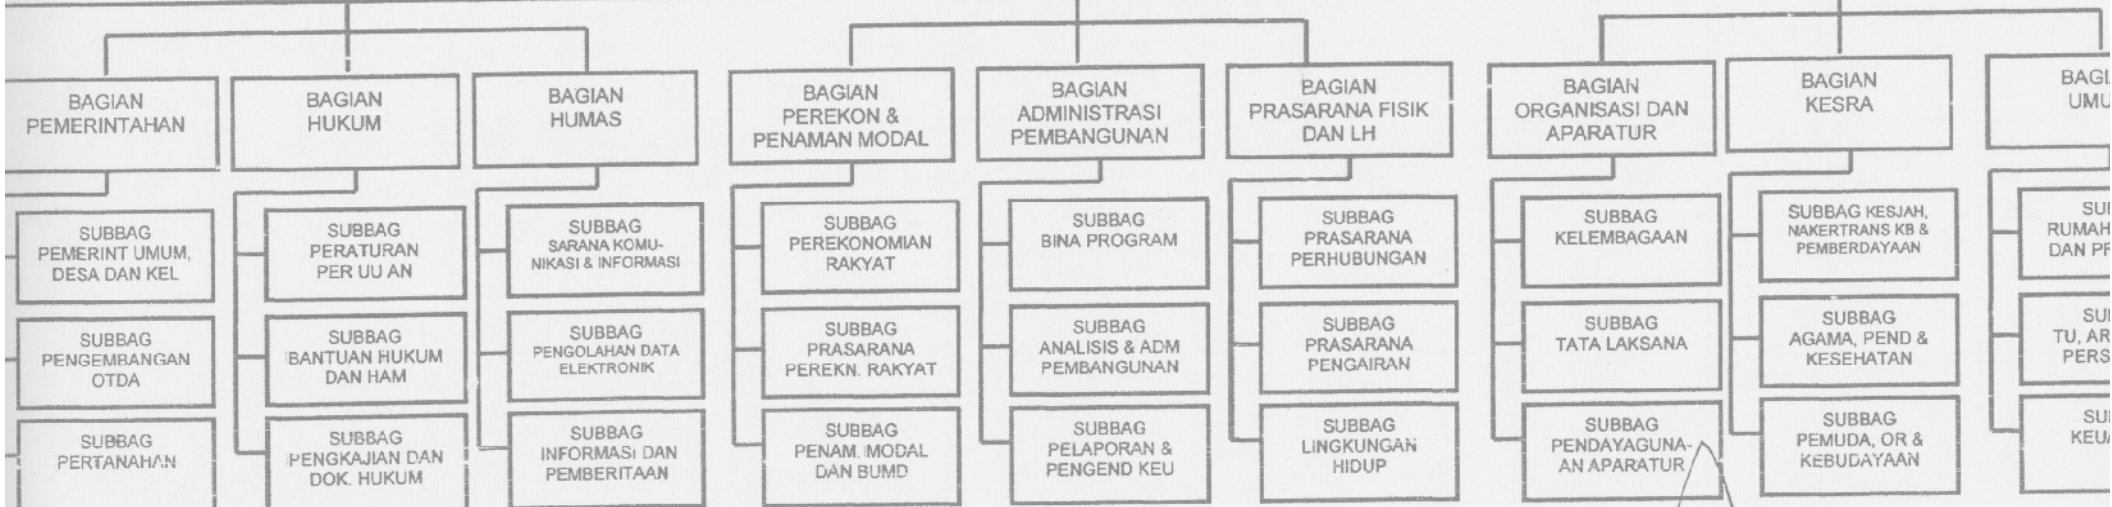 BAGIAN
PEMERINTAHAN
BAGIAN
HUKUM
BAGIAN
HUMAS
BAGIAN
PEREKON &
PENAMAN MODAL
BAGIAN
ADMINISTRASI
PEMBANGUNAN
BAGIAN
PRASARANA FISIK
DAN LH
BAGIAN
ORGANISASI DAN
APARATUR
BAGIAN
KESRA
SUBBAG
PEMERINT UMUM,
DESA DAN KEL
SUBBAG
PERATURAN
PER UU AN
SUBBAG
SARANA KOMU-
NIKASI & INFORMASI
SUBBAG
PEREKONOMIAN
RAKYAT
SUBBAG
BINA PROGRAM
SUBBAG
PRASARANA
PERHUBUNGAN
SUBBAG
KELEMBAGAAN
SUBBAG KESJAH,
NAKERTRANS KB &
PEMBERDAYAAN
RUMAH
DAN
SUBBAG
PENGEMBANGAN
OTDA
SUBBAG
BANTUAN HUKUM
DAN HAM
SUBBAG
PENGOLAHAN DATA
ELEKTRONIK
SUBBAG
PRASARANA
PEREKN. RAKYAT
SUBBAG
ANALISIS & ADM
PEMBANGUNAN
SUBBAG
PRASARANA
PENGAIRAN
SUBBAG
TATA LAKSANA
SUBBAG
AGAMA, PEND &
KESEHATAN
TU,
SUBBAG
PERTANAHAN
SUBBAG
PENGKAJIAN DAN
DOK. HUKUM
SUBBAG
INFORMASI DAN
PEMBERITAAN
SUBBAG
PENAM. MODAL
DAN BUMD
SUBBAG
PELAPORAN &
PENGEND KEU
SUBBAG
LINGKUNGAN
HIDUP
SUBBAG
PENDAYAGUNA-
AN APARATUR
SUBBAG
PEMUDA, OR &
KEBUDAYAAN